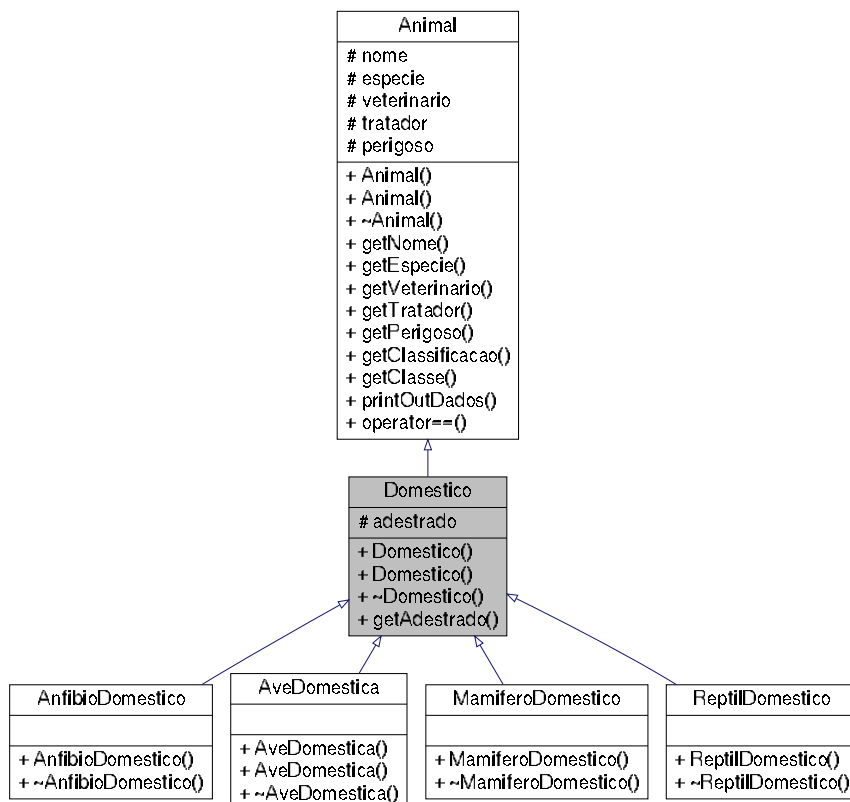 Animal
# nome
# especie
# veterinario
# tratador
# perigoso
+ Animal()
+ Animal()
+ ~Animal()
+ getNome()
+ getEspecie()
+ getVeterinario()
+ getTratador()
+ getPerigoso()
+ getClassificacao()
+ getClasse()
+ printOutDados()
+ operator==()
Domestico
# adestrado
+ Domestico()
+ Domestico()
+ ~Domestico()
+ getAdestrado()
AnfibioDomestico
+ AnfibioDomestico()
+ ~AnfibioDomestico()
AveDomestica
+ AveDomestica()
+ AveDomestica()
+ ~AveDomestica()
MamiferoDomestico
+ MamiferoDomestico()
+ ~MamiferoDomestico()
ReptilDomestico
+ ReptilDomestico()
+ ~ReptilDomestico()